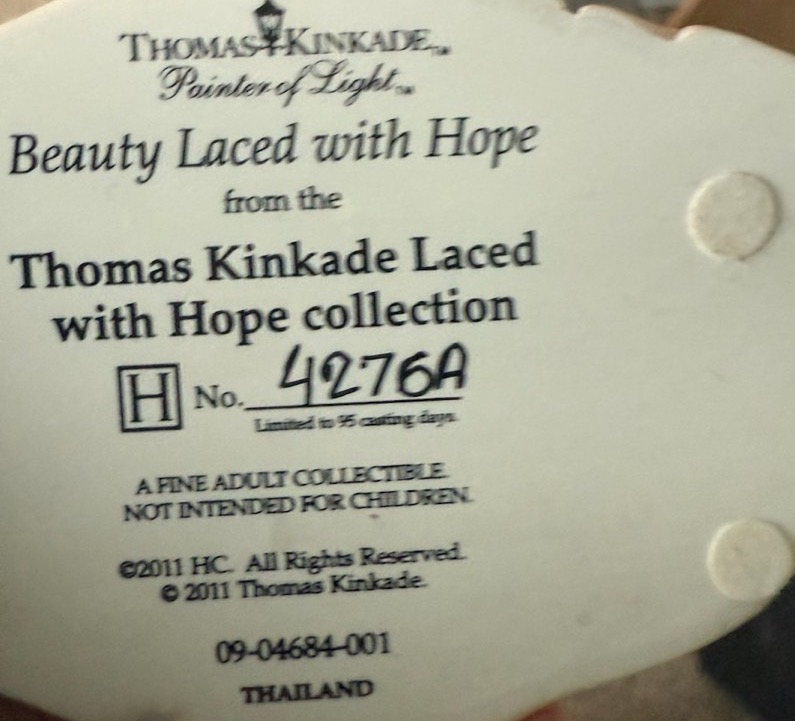 THOMAS KINKADE™
Painter of Light™
Beauty Laced with Hope
from the
Thomas Kinkade Laced
with Hope collection
H No. 4276A
Limited to 95 casting days.
A FINE ADULT COLLECTIBLE.
NOT INTENDED FOR CHILDREN.
©2011 HC. All Rights Reserved.
© 2011 Thomas Kinkade.
09-04684-001
THAILAND